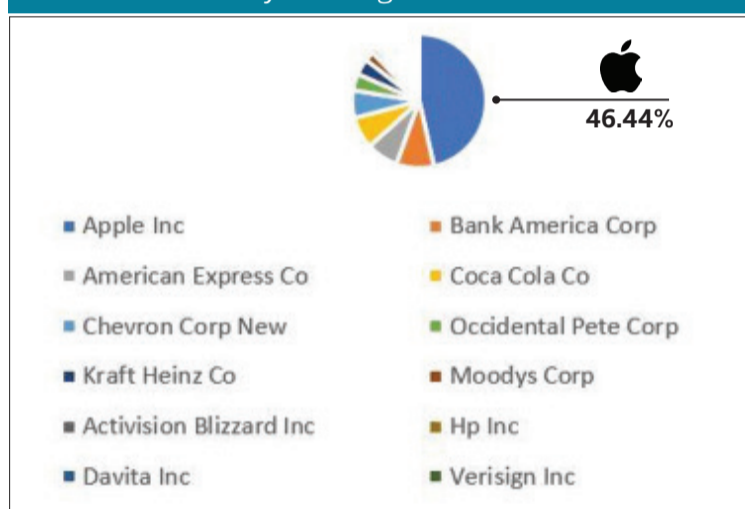 46.44%
Apple Inc
Bank America Corp
American Express Co
Coca Cola Co
Chevron Corp New
Occidental Pete Corp
Kraft Heinz Co
Moodys Corp
Activision Blizzard Inc
Hp Inc
Davita Inc
Verisign Inc